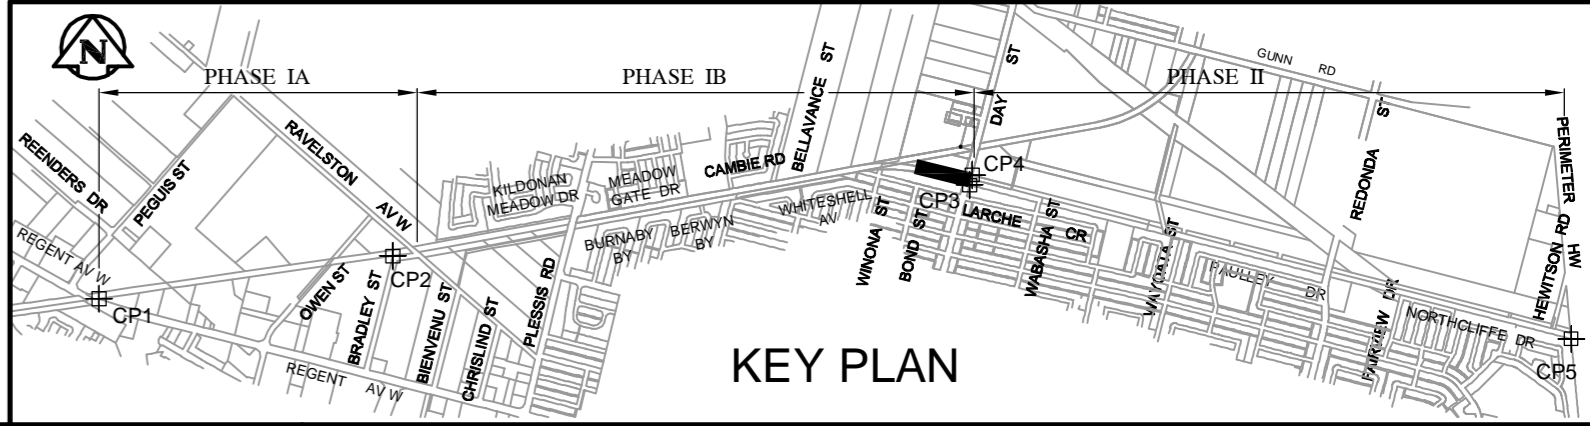 N
PHASE IA
PHASE IB
PHASE II
REENDERS DR
PEGUIS ST
RAVELSTON
AV W
REGENT AV W
CP1
OWEN ST
BRADLEY ST
CP2
BIENVENU ST
CHRISLIND ST
REGENT AV W
PLESSIS RD
KILDONAN
MEADOW DR
MEADOW
GATE DR
CAMBIE RD
BELLAVANCE ST
BURNABY
BY
BERWYN
BY
WHITESHELL
AV
WINONA ST
BOND ST
CP3
CP4
DAY ST
LARCHE CR
WABASHA ST
WAYOATA ST
PAULLEY DR
GUNN RD
REDONDA ST
FAIRVIEW DR
NORTHCLIFFE DR
HEWITSON RD
PERIMETER HW
CP5
KEY PLAN